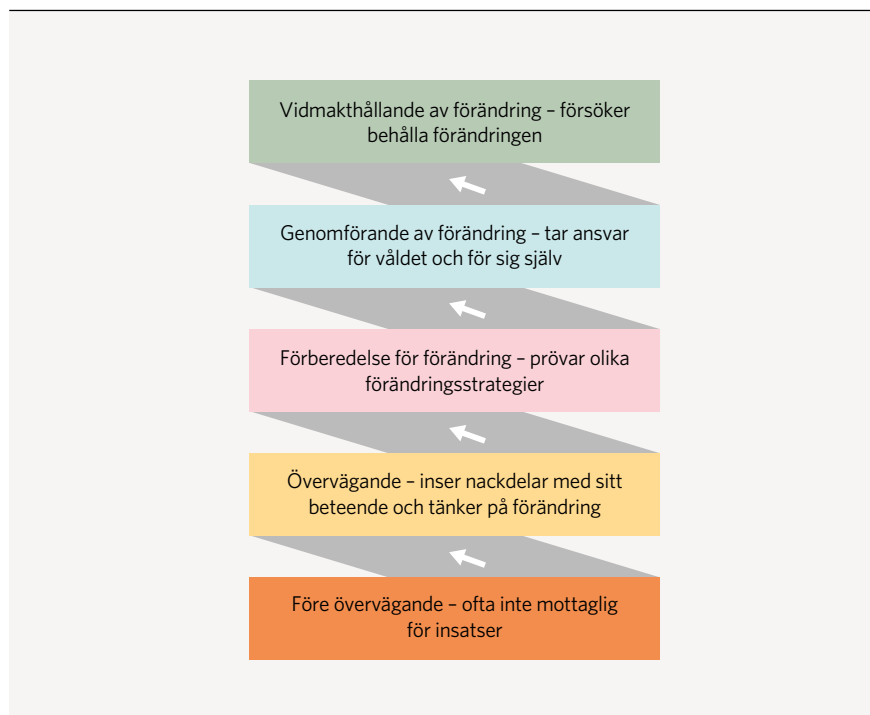 Vidmakthållande av förändring – försöker
behålla förändringen
Genomförande av förändring – tar ansvar
för våldet och för sig själv
Förberedelse för förändring – prövar olika
förändringsstrategier
Övervägande – inser nackdelar med sitt
beteende och tänker på förändring
Före övervägande – ofta inte mottaglig
för insatser